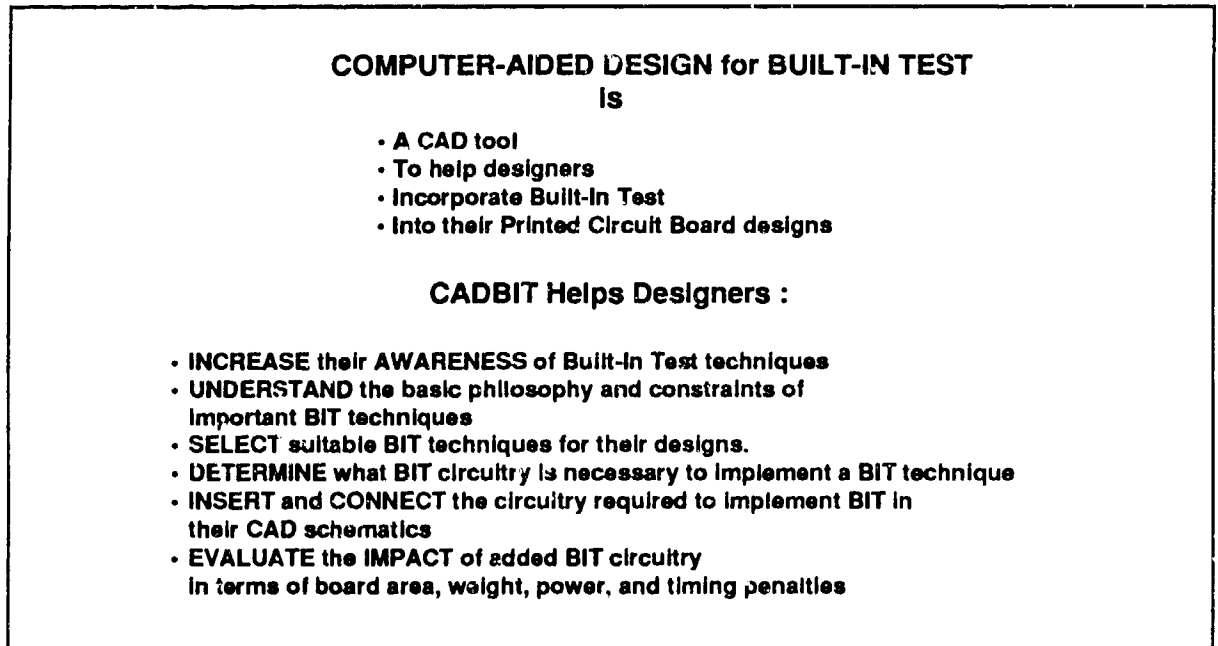 COMPUTER-AIDED DESIGN for BUILT-IN TEST
is
• A CAD tool
• To help designers
• Incorporate Built-In Test
• Into their Printed Circuit Board designs
CADBIT Helps Designers :
• INCREASE their AWARENESS of Built-In Test techniques
• UNDERSTAND the basic philosophy and constraints of
important BIT techniques
• SELECT suitable BIT techniques for their designs.
• DETERMINE what BIT circuitry is necessary to implement a BIT technique
• INSERT and CONNECT the circuitry required to implement BIT in
their CAD schematics
• EVALUATE the IMPACT of added BIT circuitry
in terms of board area, weight, power, and timing penalties